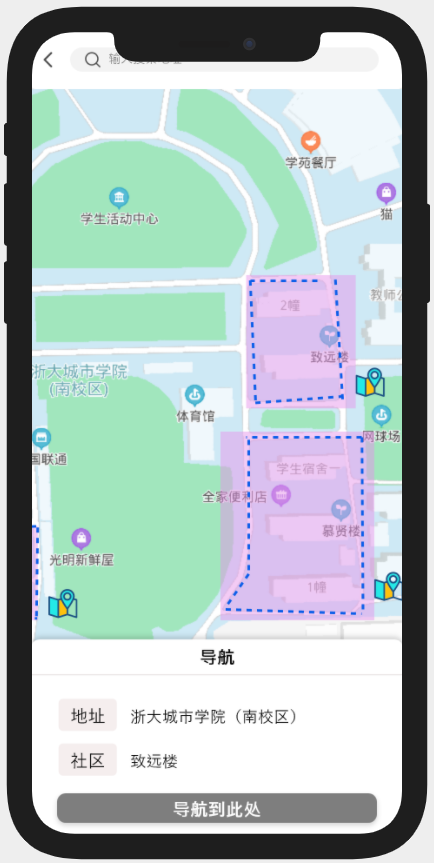 学苑餐厅
学生活动中心
猫
教师
2幢
致远楼
浙大城市学院
(南校区)
体育馆
网球场
国联通
学生宿舍一
全家便利店
慕贤楼
光明新鲜屋
1幢
导航
地址 浙大城市学院（南校区）
社区 致远楼
导航到此处